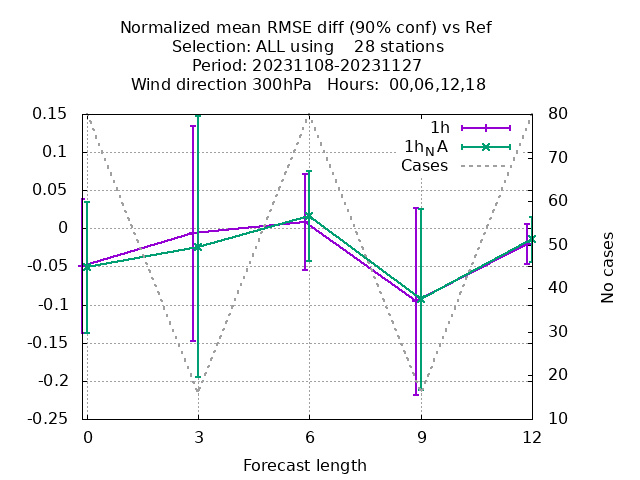 Normalized mean RMSE diff (90% conf) vs Ref
Selection: ALL using    28 stations
Period: 20231108-20231127
Wind direction 300hPa   Hours:  00,06,12,18
0.15
0.1
0.05
0
-0.05
-0.1
-0.15
-0.2
-0.25
1h
1h_NA
Cases
80
70
60
50
40
30
20
10
No cases
0
3
6
9
12
Forecast length